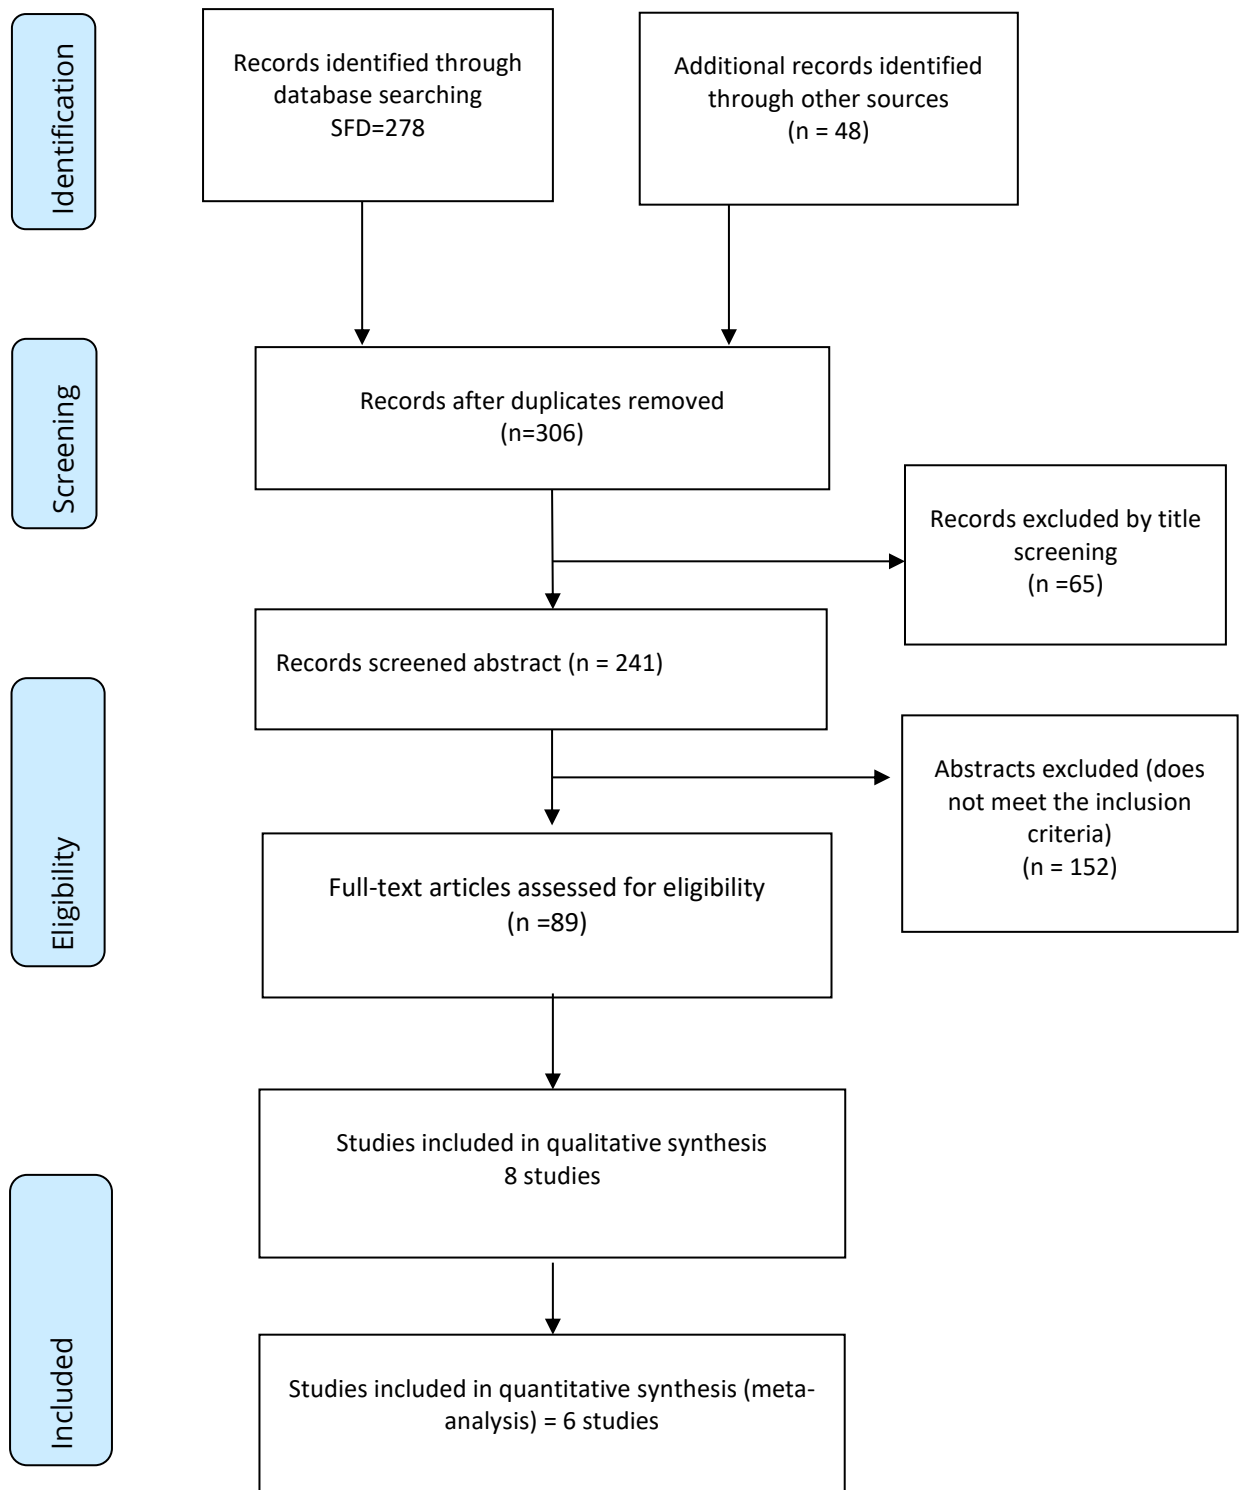 Identification
Records identified through
database searching
SFD=278
Additional records identified
through other sources
(n = 48)
Screening
Records after duplicates removed
(n=306)
Records excluded by title
screening
(n =65)
Records screened abstract (n = 241)
Eligibility
Abstracts excluded (does
not meet the inclusion
criteria)
(n = 152)
Full-text articles assessed for eligibility
(n =89)
Studies included in qualitative synthesis
8 studies
Included
Studies included in quantitative synthesis (meta-
analysis) = 6 studies